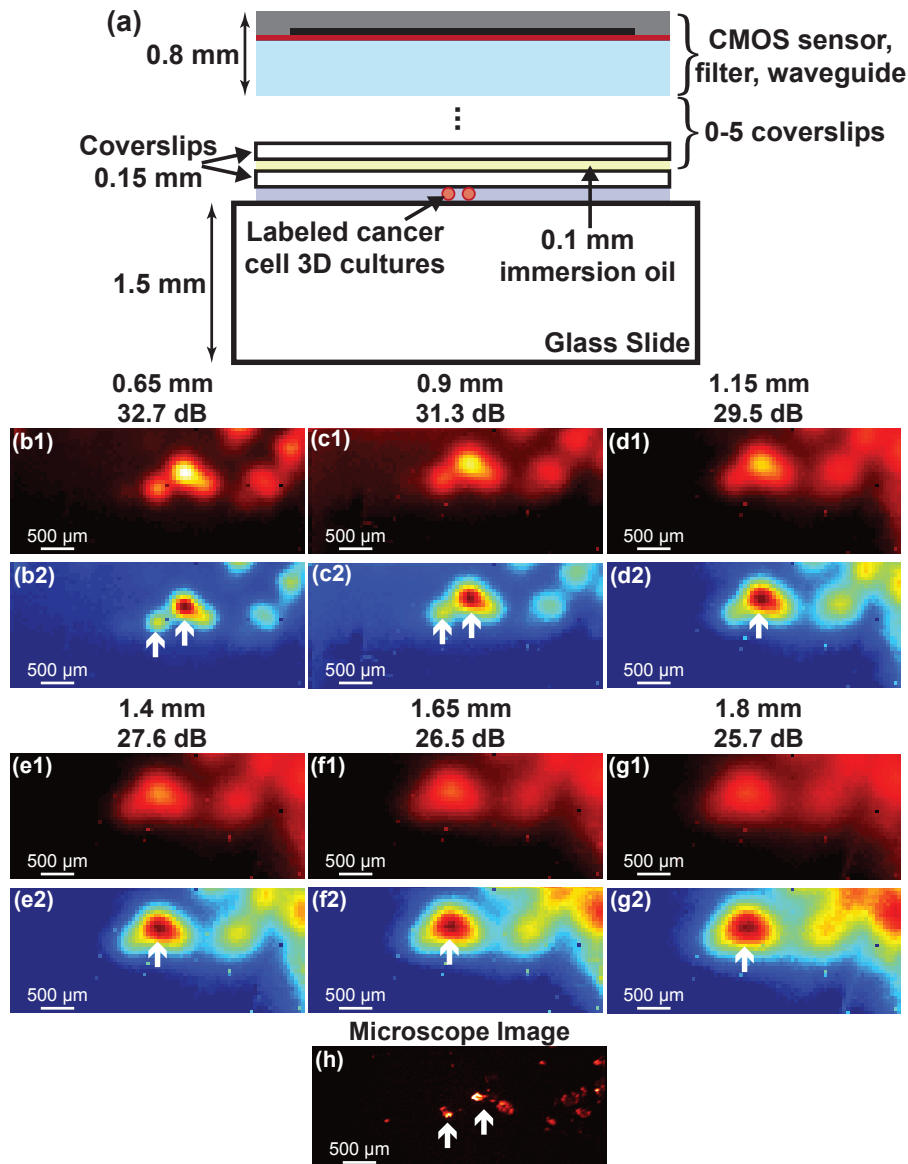 (a)
0.8 mm
CMOS sensor,
filter, waveguide
0-5 coverslips
Coverslips
0.15 mm
Labeled cancer
cell 3D cultures
0.1 mm
immersion oil
1.5 mm
Glass Slide
0.65 mm
32.7 dB
0.9 mm
31.3 dB
1.15 mm
29.5 dB
(b1)
500 µm
(c1)
500 µm
(d1)
500 µm
(b2)
500 µm
(c2)
500 µm
(d2)
500 µm
1.4 mm
27.6 dB
1.65 mm
26.5 dB
1.8 mm
25.7 dB
(e1)
500 µm
(f1)
500 µm
(g1)
500 µm
(e2)
500 µm
(f2)
500 µm
(g2)
500 µm
Microscope Image
(h)
500 µm